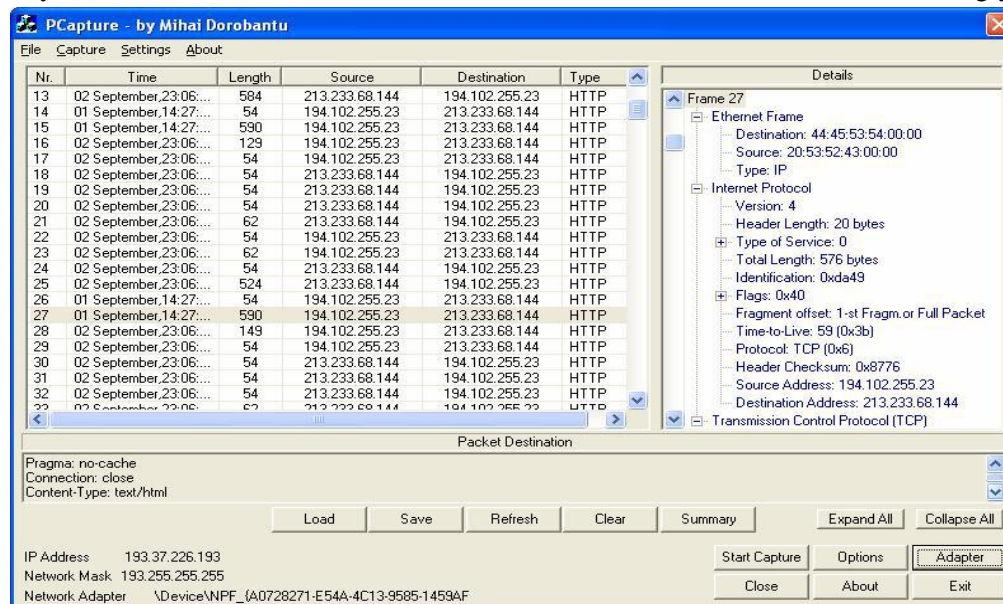 PCapture - by Mihai Dorobantu
File Capture Settings About
Nr. Time Length Source Destination Type
13 02 September,23:06:... 584 213.233.68.144 194.102.255.23 HTTP
14 01 September,14:27:... 54 194.102.255.23 213.233.68.144 HTTP
15 01 September,14:27:... 590 194.102.255.23 213.233.68.144 HTTP
16 02 September,23:06:... 129 194.102.255.23 213.233.68.144 HTTP
17 02 September,23:06:... 54 194.102.255.23 213.233.68.144 HTTP
18 02 September,23:06:... 54 213.233.68.144 194.102.255.23 HTTP
19 02 September,23:06:... 54 213.233.68.144 194.102.255.23 HTTP
20 02 September,23:06:... 54 194.102.255.23 213.233.68.144 HTTP
21 02 September,23:06:... 62 213.233.68.144 194.102.255.23 HTTP
22 02 September,23:06:... 54 194.102.255.23 213.233.68.144 HTTP
23 02 September,23:06:... 62 194.102.255.23 213.233.68.144 HTTP
24 02 September,23:06:... 54 213.233.68.144 194.102.255.23 HTTP
25 02 September,23:06:... 524 213.233.68.144 194.102.255.23 HTTP
26 01 September,14:27:... 54 194.102.255.23 213.233.68.144 HTTP
27 01 September,14:27:... 590 194.102.255.23 213.233.68.144 HTTP
28 02 September,23:06:... 149 194.102.255.23 213.233.68.144 HTTP
29 02 September,23:06:... 54 194.102.255.23 213.233.68.144 HTTP
30 02 September,23:06:... 54 213.233.68.144 194.102.255.23 HTTP
31 02 September,23:06:... 54 213.233.68.144 194.102.255.23 HTTP
32 02 September,23:06:... 54 213.233.68.144 194.102.255.23 HTTP
Details
Frame 27
Ethernet Frame
Destination: 44:45:53:54:00:00
Source: 20:53:52:43:00:00
Type: IP
Internet Protocol
Version: 4
Header Length: 20 bytes
Type of Service: 0
Total Length: 576 bytes
Identification: 0xda49
Flags: 0x40
Fragment offset: 1-st Fragm.or Full Packet
Time-to-Live: 59 (0x3b)
Protocol: TCP (0x6)
Header Checksum: 0x8776
Source Address: 194.102.255.23
Destination Address: 213.233.68.144
Transmission Control Protocol (TCP)
Packet Destination
Pragma: no-cache
Connection: close
Content-Type: text/html
Load Save Refresh Clear Summary Expand All Collapse All
IP Address 193.37.226.193
Network Mask 193.255.255.255
Network Adapter \Device\NPF_{A0728271-E54A-4C13-9585-1459AF
Start Capture Options Adapter
Close About Exit